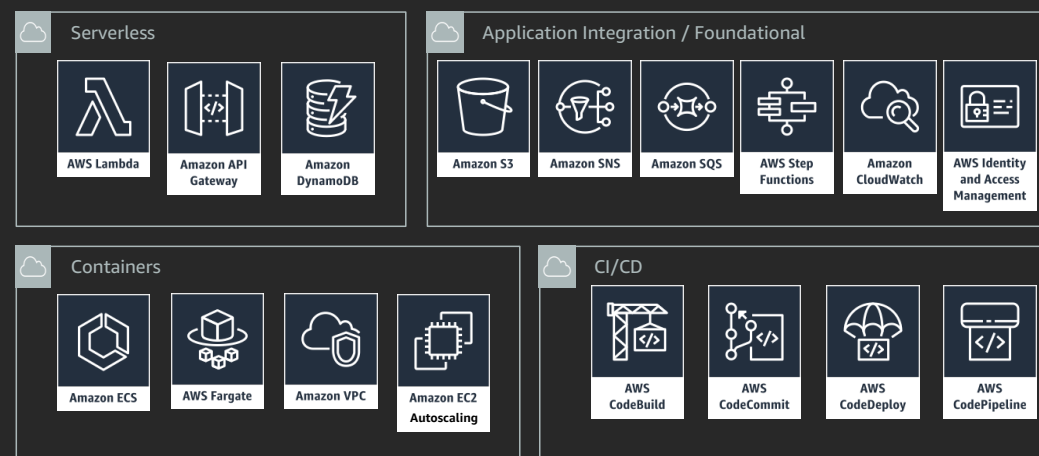 Serverless
AWS Lambda
Amazon API
Gateway
Amazon
DynamoDB
Application Integration / Foundational
Amazon S3
Amazon SNS
Amazon SQS
AWS Step
Functions
Amazon
CloudWatch
AWS Identity
and Access
Management
Containers
Amazon ECS
AWS Fargate
Amazon VPC
Amazon EC2
Autoscaling
CI/CD
AWS
CodeBuild
AWS
CodeCommit
AWS
CodeDeploy
AWS
CodePipeline